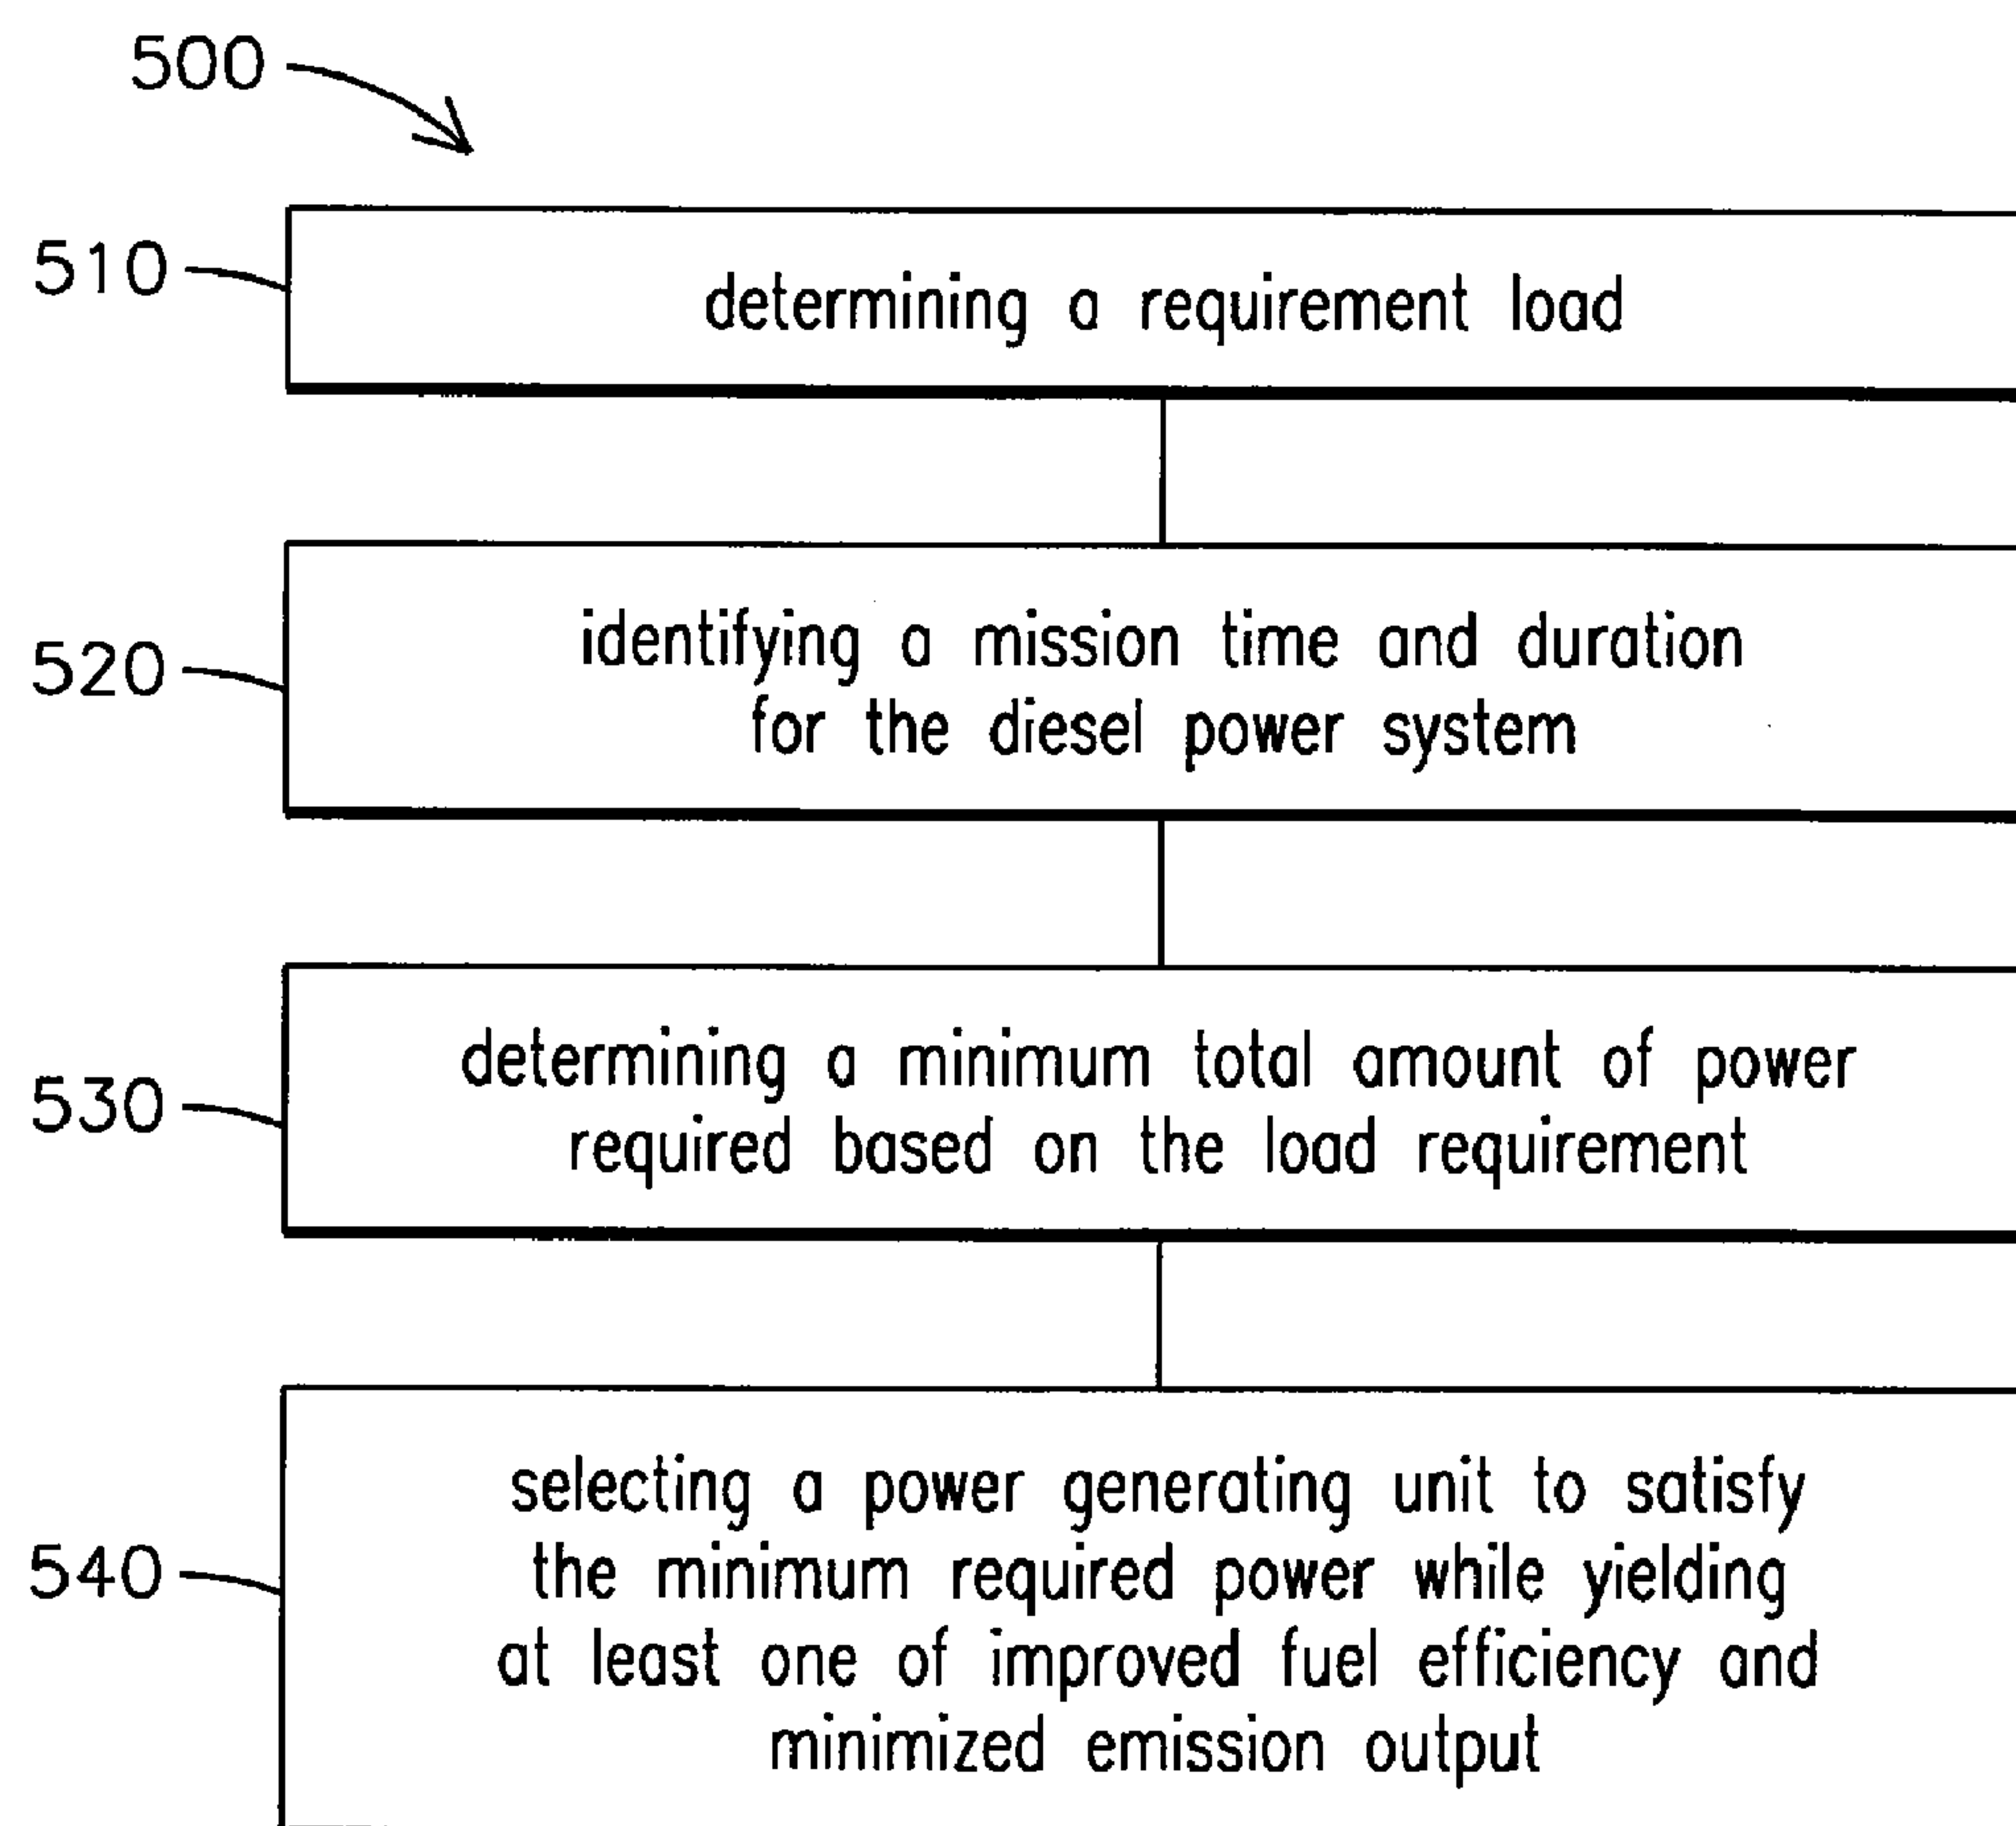 500
510
determining a requirement load
520
identifying a mission time and duration
for the diesel power system
530
determining a minimum total amount of power
required based on the load requirement
540
selecting a power generating unit to satisfy
the minimum required power while yielding
at least one of improved fuel efficiency and
minimized emission output